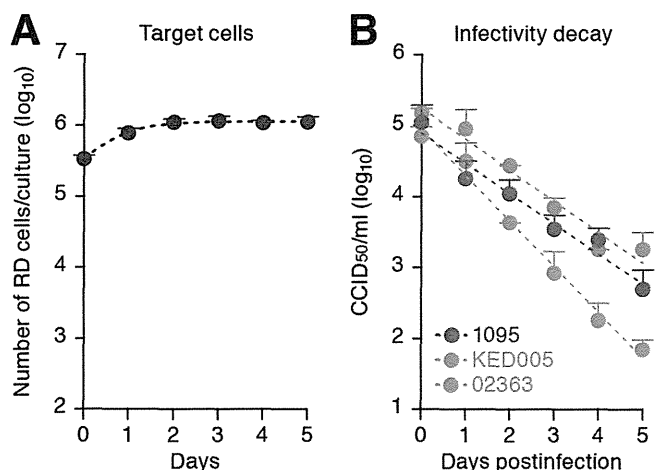 A Target cells
Number of RD cells/culture (log10)
7
6
5
4
3
2
0 1 2 3 4 5
Days
B Infectivity decay
CCID50/ml (log10)
6
5
4
3
2
1
1095
KED005
02363
0 1 2 3 4 5
Days postinfection